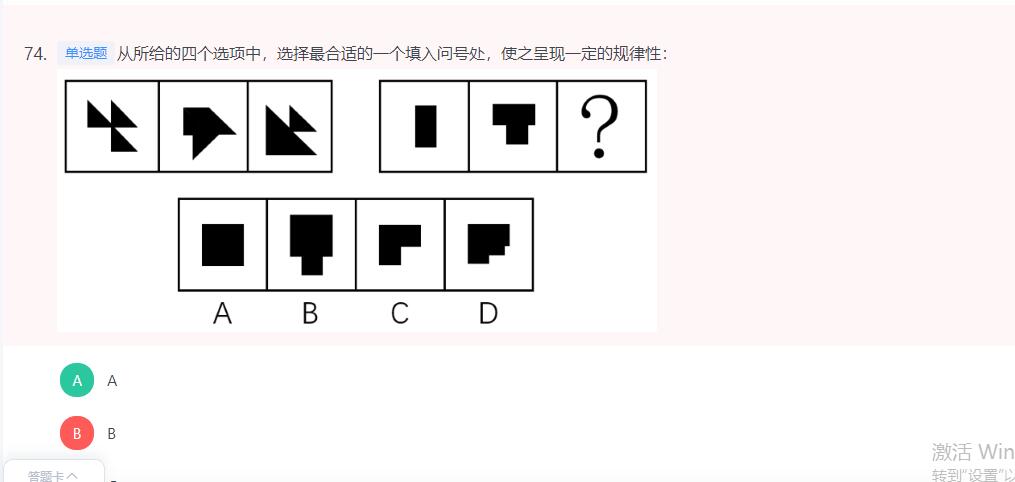 74. 单选题 从所给的四个选项中，选择最合适的一个填入问号处，使之呈现一定的规律性：
?
A B C D
A A
B B
答题卡
激活 Win
转到"设置"以